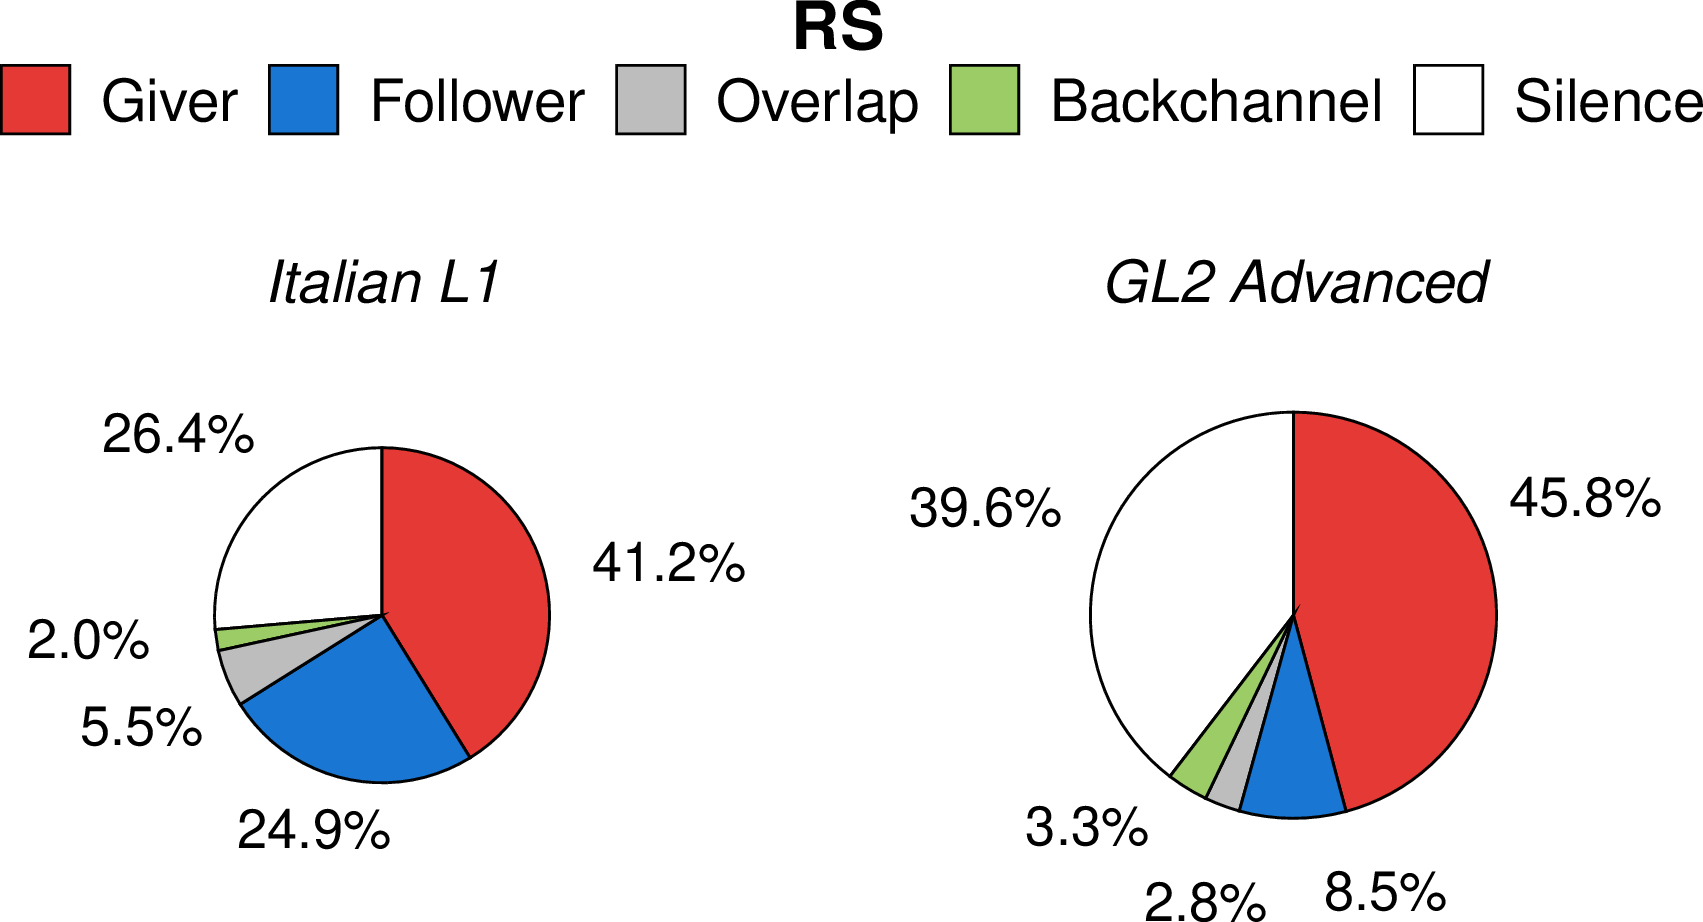 RS
Giver Follower Overlap Backchannel Silence
Italian L1
26.4%
41.2%
2.0%
5.5%
24.9%
GL2 Advanced
39.6%
45.8%
3.3%
2.8%
8.5%